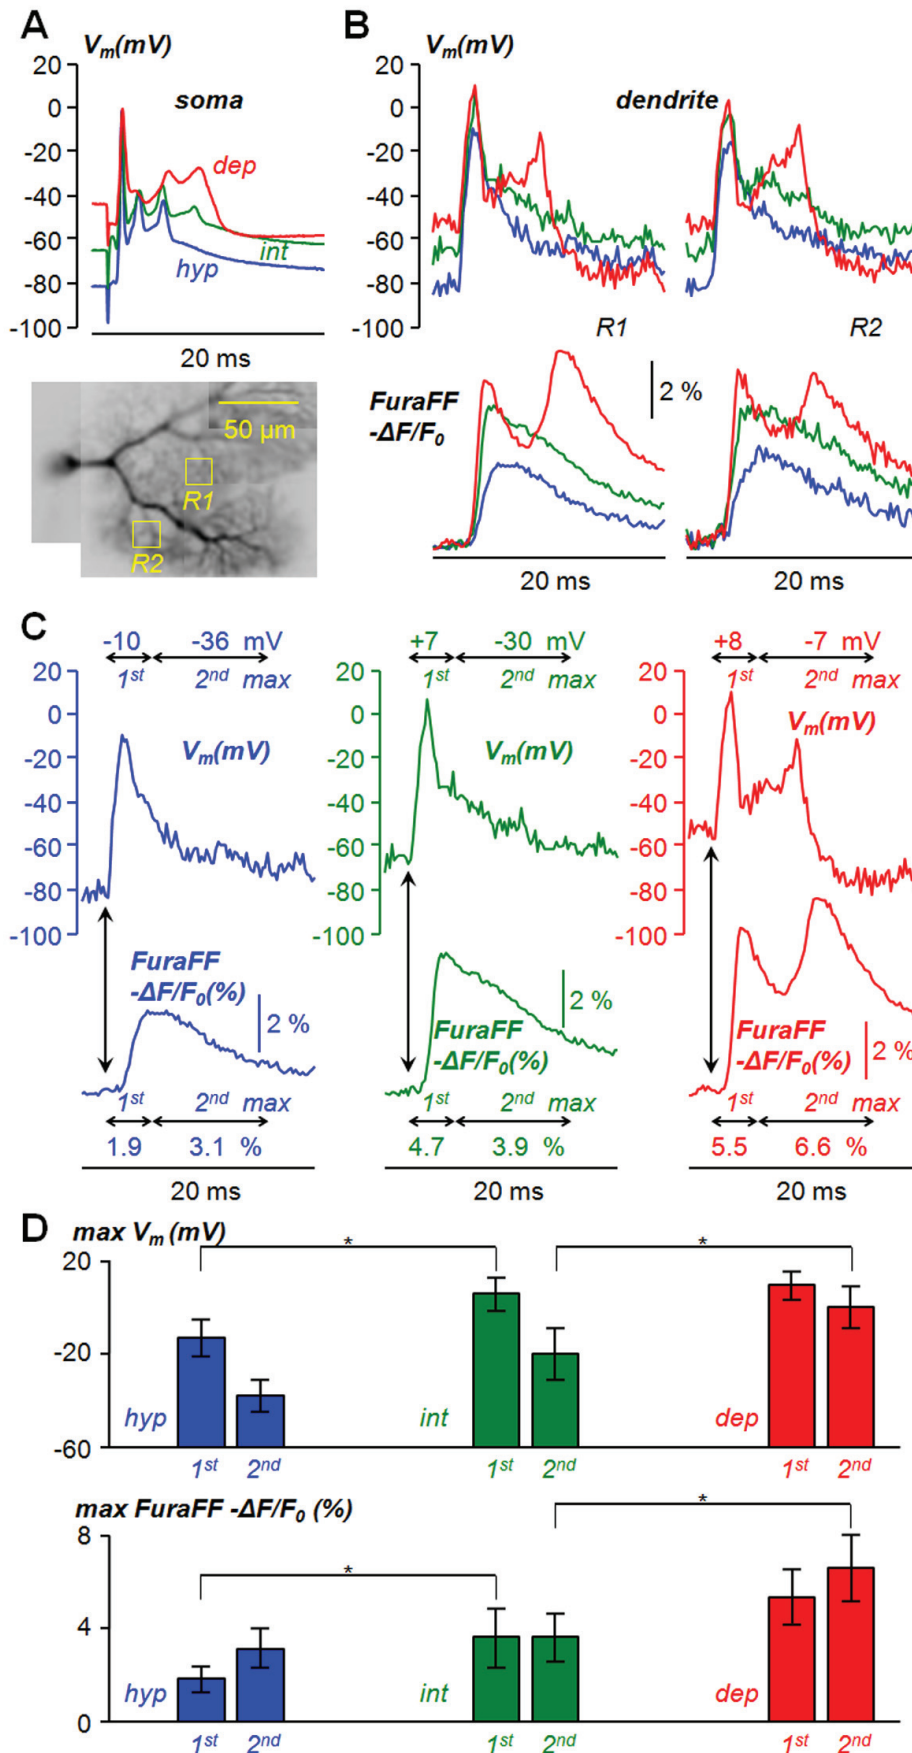 A
B
V_m(mV)
V_m(mV)
20
0
-20
-40
-60
-80
-100
soma
dep
int
hyp
20 ms
20
0
-20
-40
-60
-80
-100
dendrite
R1
R2
50 µm
R1
R2
FuraFF
-ΔF/F₀
2 %
20 ms
20 ms
C
-10 -36 mV
1st 2nd max
20
0
-20
-40
-60
-80
-100
V_m(mV)
FuraFF
-ΔF/F₀(%)
2 %
1st 2nd max
1.9 3.1 %
20 ms
+7 -30 mV
1st 2nd max
20
0
-20
-40
-60
-80
-100
V_m(mV)
2 %
FuraFF
-ΔF/F₀(%)
1st 2nd max
4.7 3.9 %
20 ms
+8 -7 mV
1st 2nd max
20
0
-20
-40
-60
-80
-100
V_m(mV)
FuraFF
-ΔF/F₀(%)
2 %
1st 2nd max
5.5 6.6 %
20 ms
D
max V_m (mV)
20
-20
-60
* *
hyp int dep
1st 2nd 1st 2nd 1st 2nd
max FuraFF -ΔF/F₀ (%)
8
4
0
* *
hyp int dep
1st 2nd 1st 2nd 1st 2nd